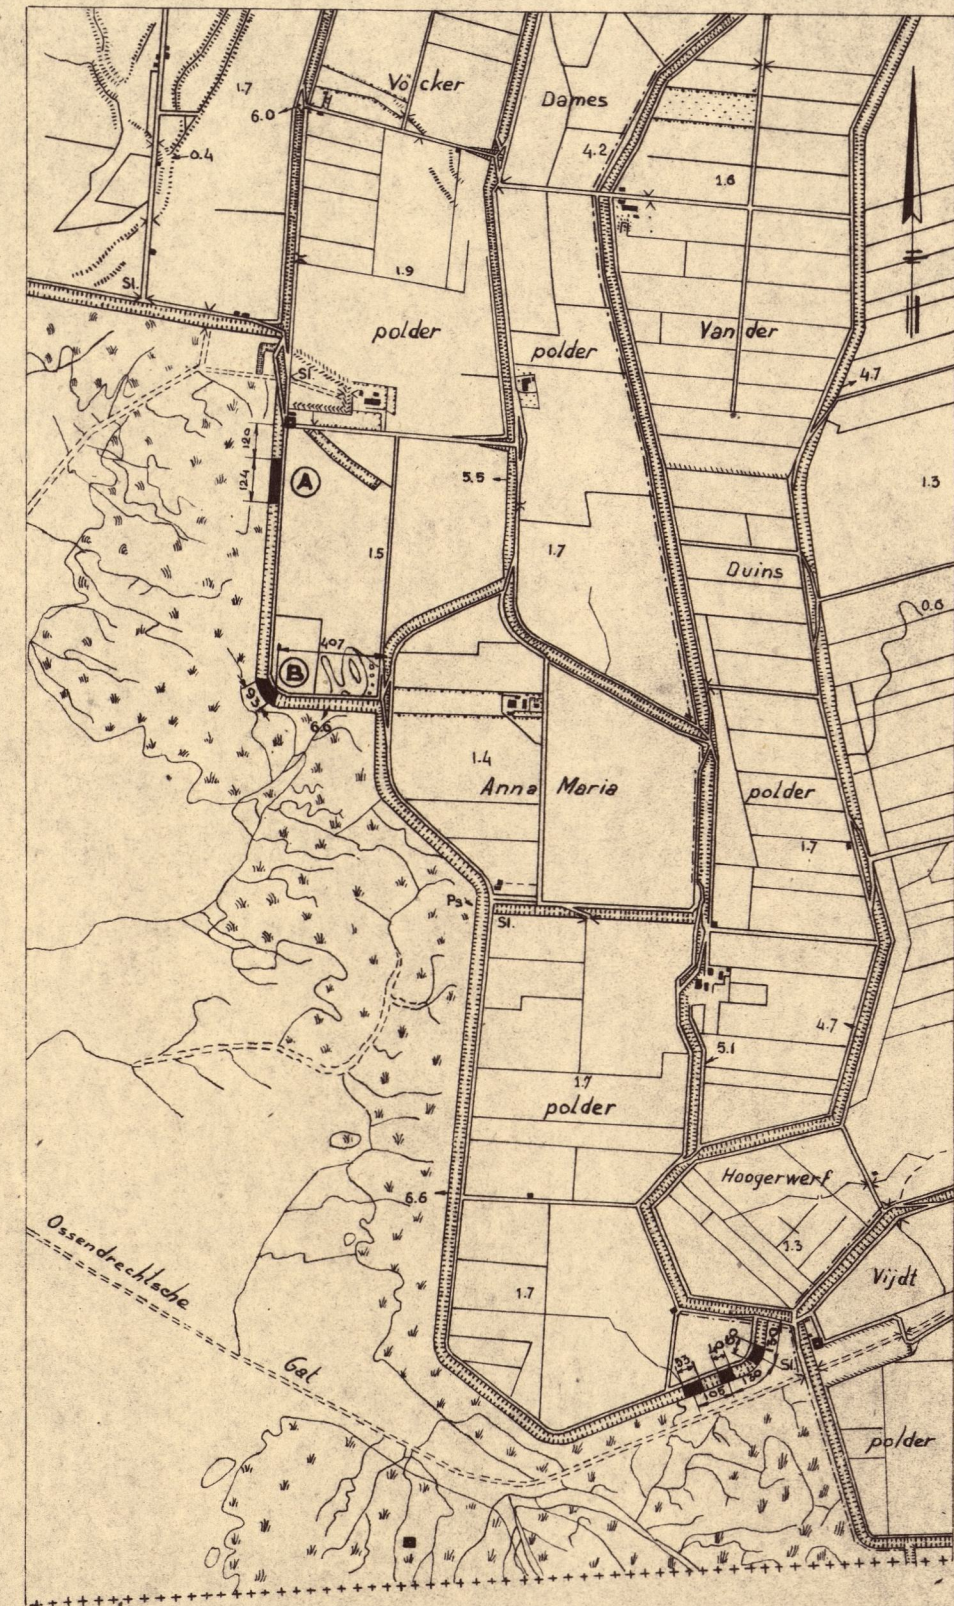 Vöcker
Dames
1.7
6.0
0.4
4.2
1.6
Sl.
1.9
polder
polder
Van der
4.7
Sl
120
124
A
5.5
1.3
1.5
1.7
Duins
0.6
407
B
93
6.6
1.4
Anna Maria
polder
1.7
Ps
Sl.
4.7
5.1
1.7
polder
Hoogerwerf
6.6
1.3
Ossendrechtsche
Vijdt
1.7
Gat
Sl
105
polder